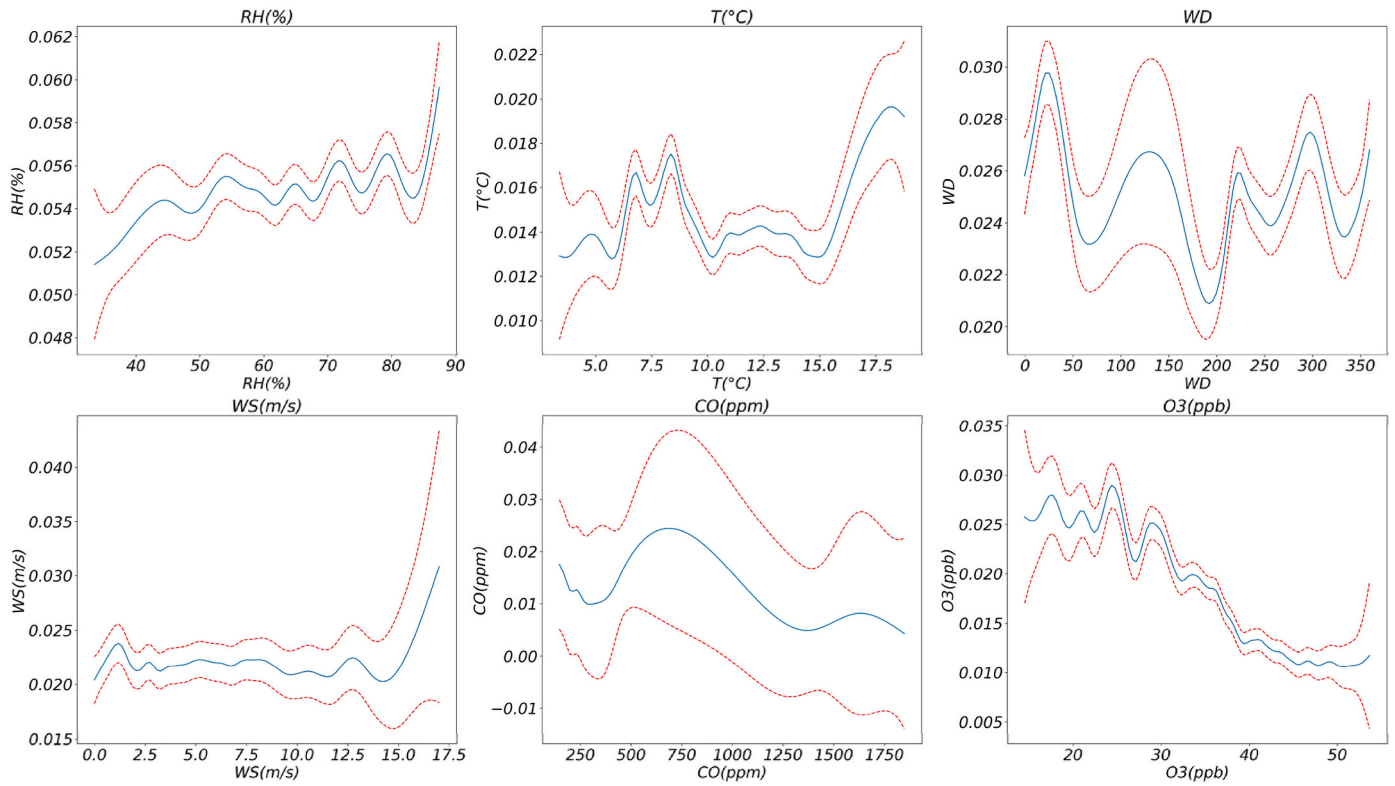 RH(%)
RH(%)
0.062
0.060
0.058
0.056
0.054
0.052
0.050
0.048
40 50 60 70 80 90
RH(%)
T(°C)
T(°C)
0.022
0.020
0.018
0.016
0.014
0.012
0.010
5.0 7.5 10.0 12.5 15.0 17.5
T(°C)
WD
WD
0.030
0.028
0.026
0.024
0.022
0.020
0 50 100 150 200 250 300 350
WD
WS(m/s)
WS(m/s)
0.040
0.035
0.030
0.025
0.020
0.015
0.0 2.5 5.0 7.5 10.0 12.5 15.0 17.5
WS(m/s)
CO(ppm)
CO(ppm)
0.04
0.03
0.02
0.01
0.00
−0.01
250 500 750 1000 1250 1500 1750
CO(ppm)
O3(ppb)
O3(ppb)
0.035
0.030
0.025
0.020
0.015
0.010
0.005
20 30 40 50
O3(ppb)